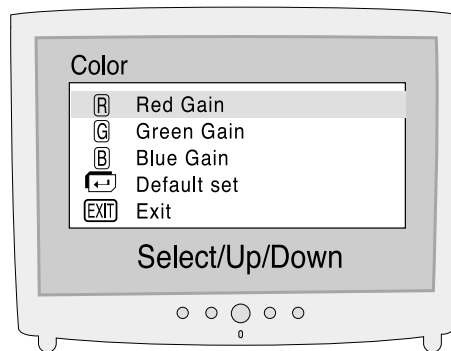 Color
R Red Gain
G Green Gain
B Blue Gain
Default set
EXIT Exit
Select/Up/Down
0